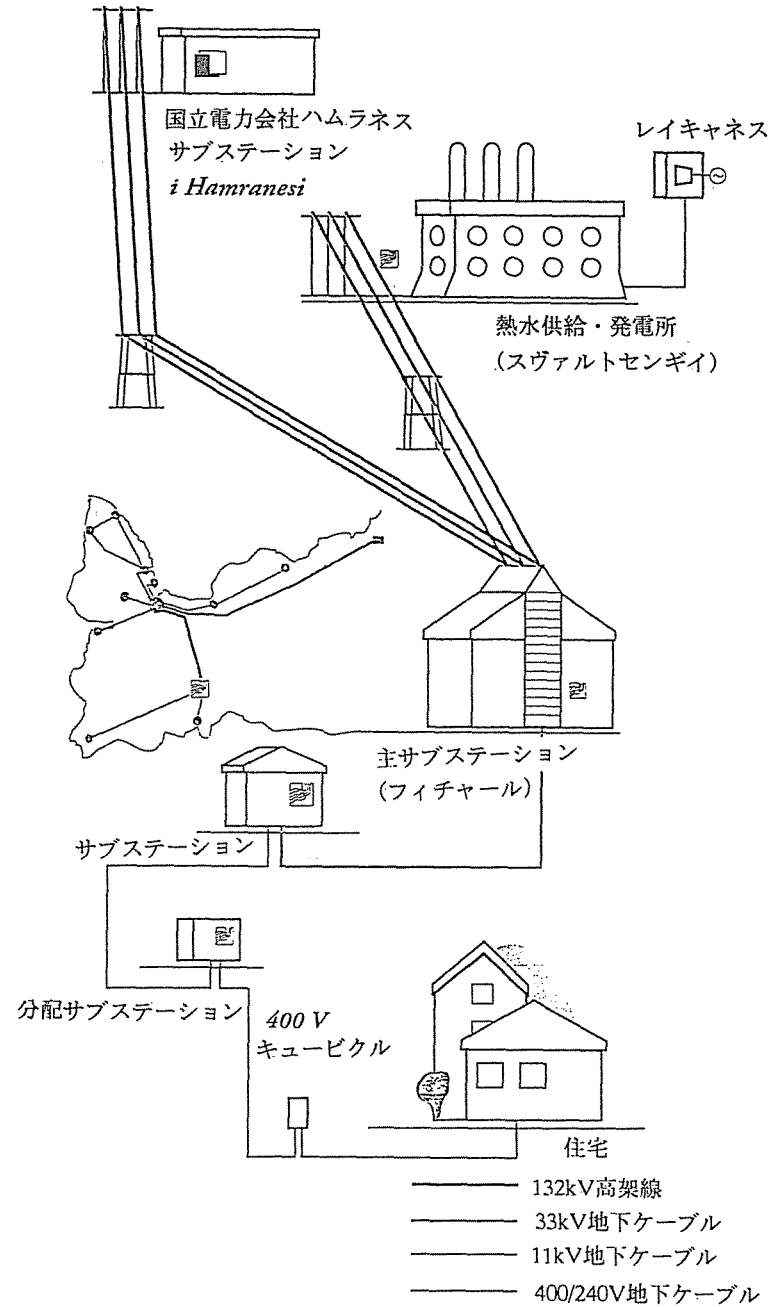 国立電力会社ハムラネス
サブステーション
i Hamranesi
レイキャネス
熱水供給・発電所
(スヴァルトセンギイ)
主サブステーション
(フィチャール)
サブステーション
分配サブステーション
400 V
キュービクル
住宅
132kV高架線
33kV地下ケーブル
11kV地下ケーブル
400/240V地下ケーブル